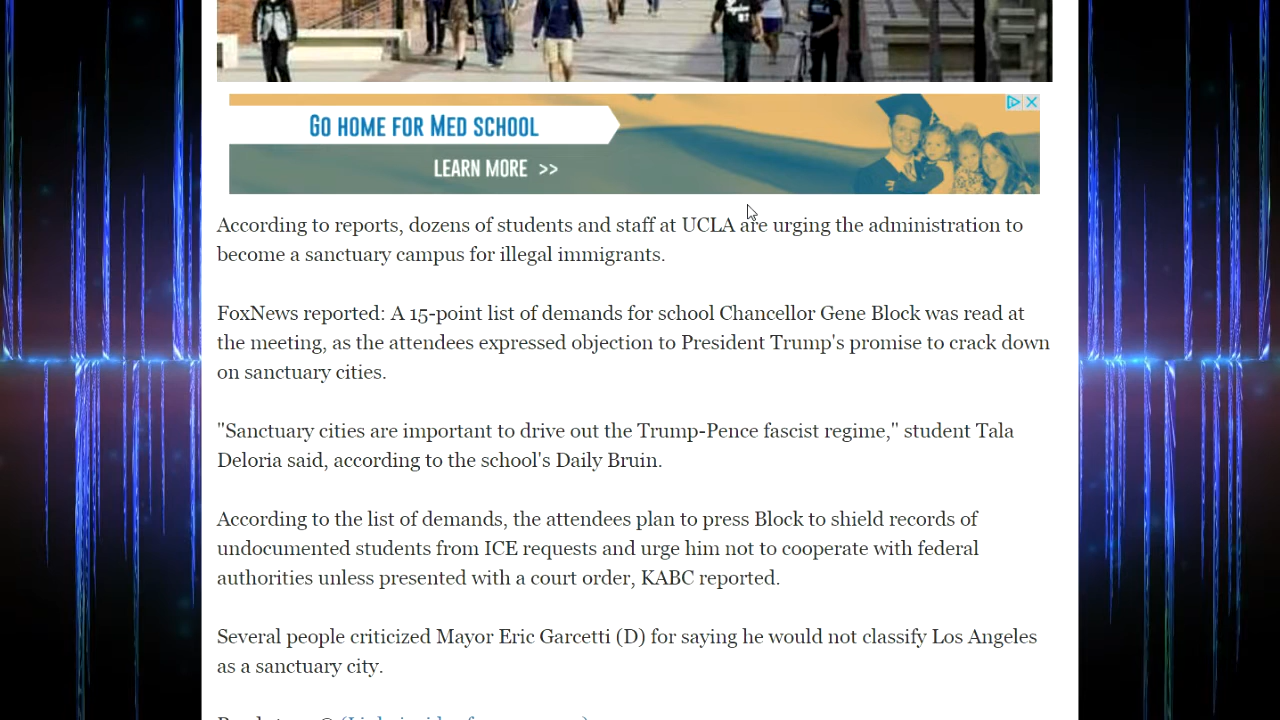 GO HOME FOR MED SCHOOL
LEARN MORE >>
According to reports, dozens of students and staff at UCLA are urging the administration to
become a sanctuary campus for illegal immigrants.
FoxNews reported: A 15-point list of demands for school Chancellor Gene Block was read at
the meeting, as the attendees expressed objection to President Trump's promise to crack down
on sanctuary cities.
"Sanctuary cities are important to drive out the Trump-Pence fascist regime," student Tala
Deloria said, according to the school's Daily Bruin.
According to the list of demands, the attendees plan to press Block to shield records of
undocumented students from ICE requests and urge him not to cooperate with federal
authorities unless presented with a court order, KABC reported.
Several people criticized Mayor Eric Garcetti (D) for saying he would not classify Los Angeles
as a sanctuary city.